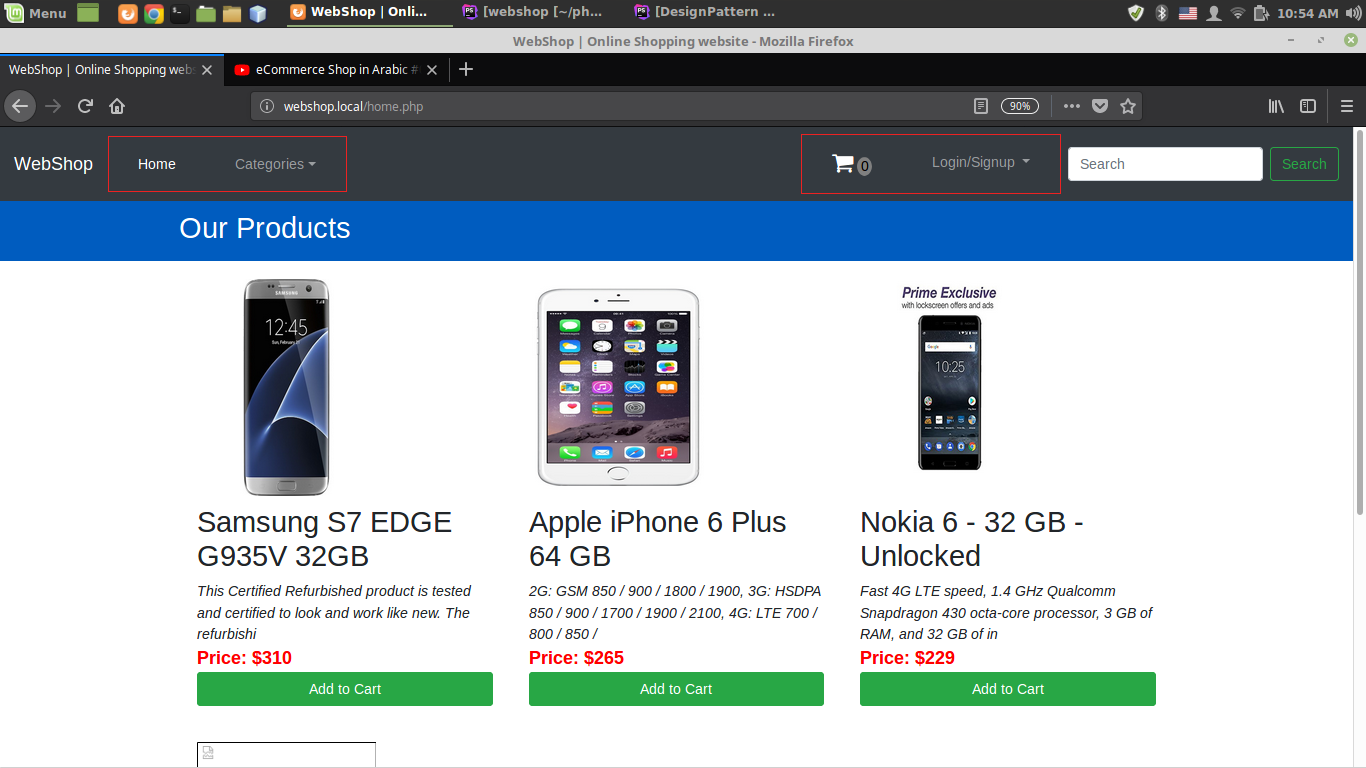 Menu
WebShop | Onli...
[webshop [~/ph...
[DesignPattern ...
10:54 AM
WebShop | Online Shopping website - Mozilla Firefox
WebShop | Online Shopping webs
eCommerce Shop in Arabic #
webshop.local/home.php
90%
WebShop
Home
Categories
0
Login/Signup
Search
Search
Our Products
SAMSUNG
12:45
Prime Exclusive
with lockscreen offers and ads
Google
10:25
Samsung S7 EDGE
G935V 32GB
This Certified Refurbished product is tested
and certified to look and work like new. The
refurbishi
Price: $310
Add to Cart
Apple iPhone 6 Plus
64 GB
2G: GSM 850 / 900 / 1800 / 1900, 3G: HSDPA
850 / 900 / 1700 / 1900 / 2100, 4G: LTE 700 /
800 / 850 /
Price: $265
Add to Cart
Nokia 6 - 32 GB -
Unlocked
Fast 4G LTE speed, 1.4 GHz Qualcomm
Snapdragon 430 octa-core processor, 3 GB of
RAM, and 32 GB of in
Price: $229
Add to Cart